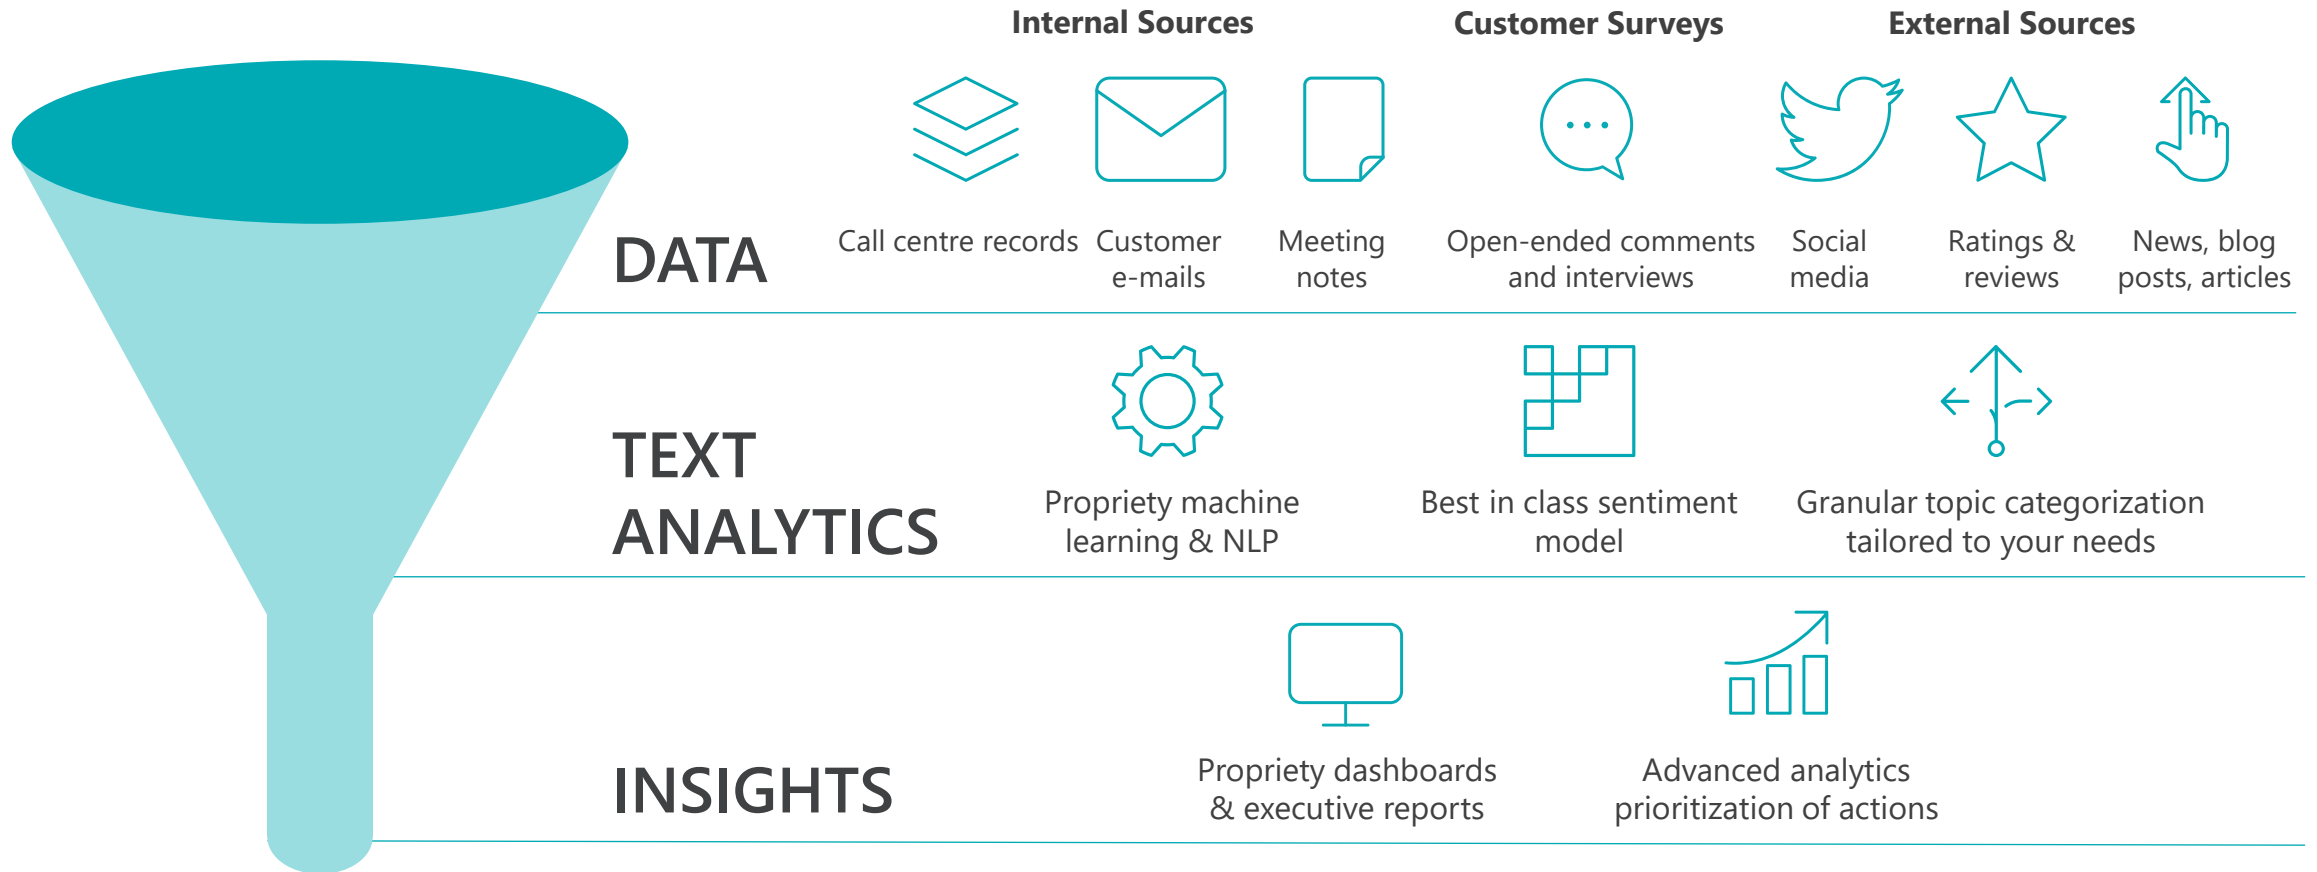 Internal Sources
Customer Surveys
External Sources
DATA
Call centre records
Customer
e-mails
Meeting
notes
Open-ended comments
and interviews
Social
media
Ratings &
reviews
News, blog
posts, articles
TEXT
ANALYTICS
Propriety machine
learning & NLP
Best in class sentiment
model
Granular topic categorization
tailored to your needs
INSIGHTS
Propriety dashboards
& executive reports
Advanced analytics
prioritization of actions